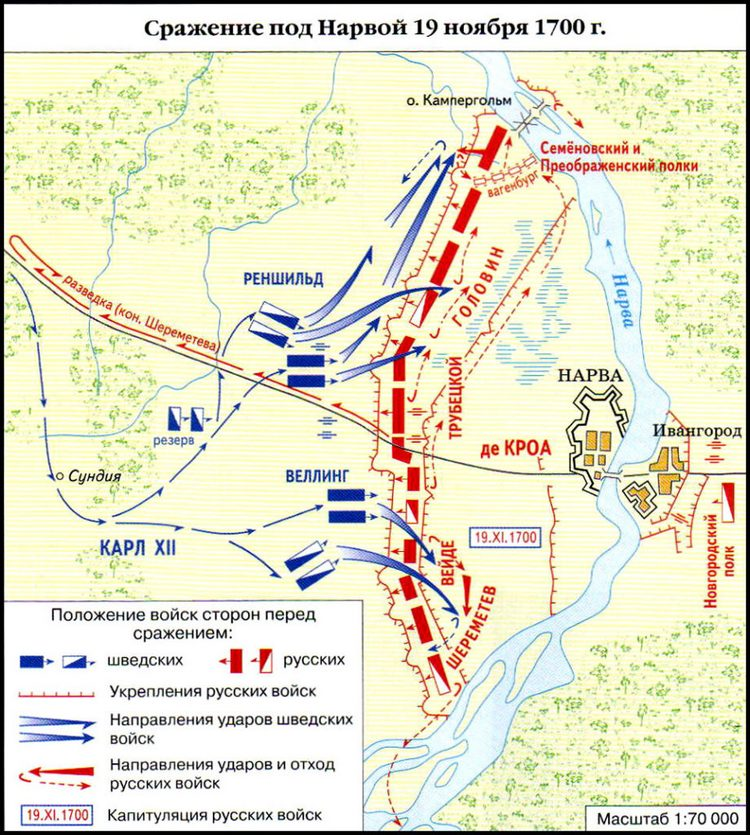 Сражение под Нарвой 19 ноября 1700 г.
о. Кампергольм
Семёновский и
Преображенский полки
вагенбург
РЕНШИЛЬД
разведка (кон. Шереметева)
ГОЛОВИН
Нарва
ТРУБЕЦКОЙ
НАРВА
Ивангород
резерв
де КРОА
Сундия
ВЕЛЛИНГ
КАРЛ XII
19.XI.1700
ВЕЙДЕ
Новгородский
полк
ШЕРЕМЕТЕВ
Положение войск сторон перед
сражением:
шведских
русских
Укрепления русских войск
Направления ударов шведских
войск
Направления ударов и отход
русских войск
19.XI.1700
Капитуляция русских войск
Масштаб 1:70 000